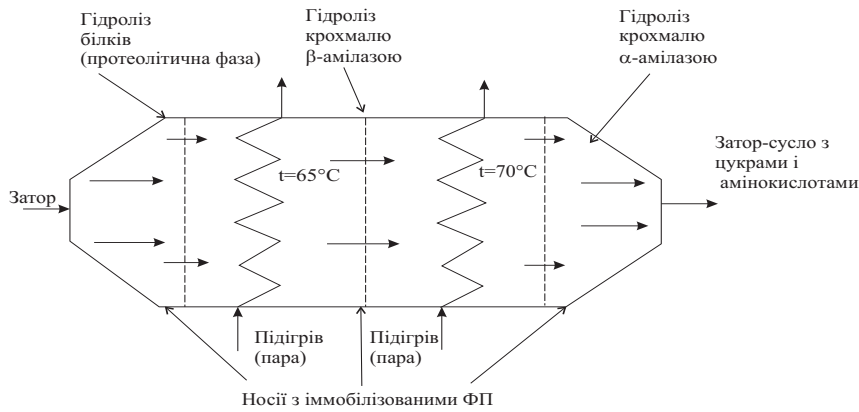 Гідроліз
білків
(протеолітична фаза)
Гідроліз
крохмалю
β-амілазою
Гідроліз
крохмалю
α-амілазою
Затор
t=65°C
t=70°C
Затор-сусло з
цукрами і
амінокислотами
Підігрів
(пара)
Підігрів
(пара)
Носії з іммобілізованими ФП